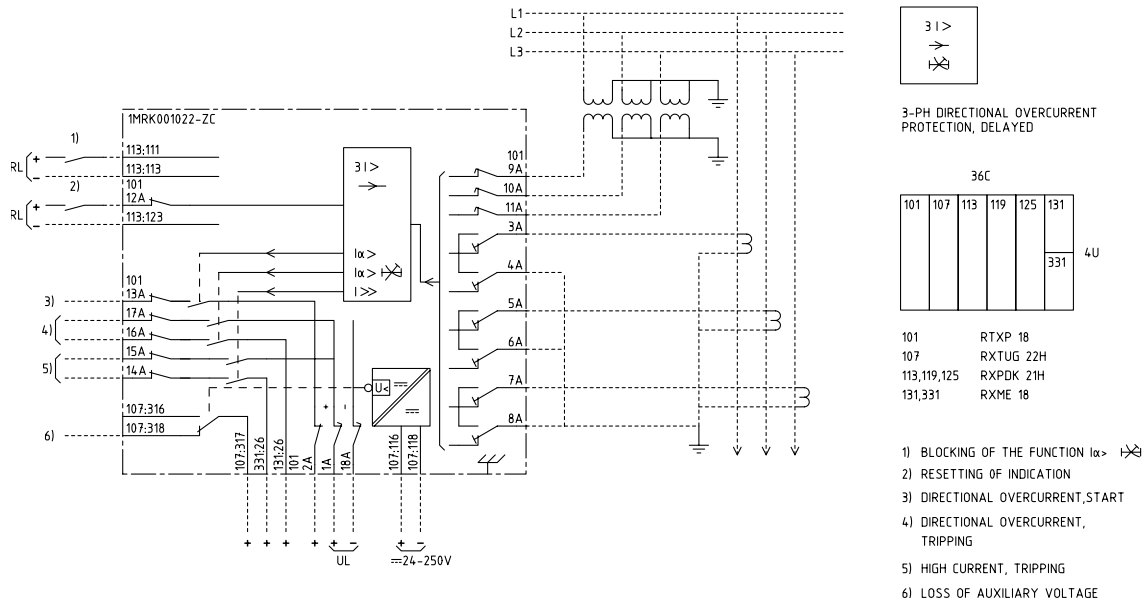 L1
L2
L3
3 I>
3-PH DIRECTIONAL OVERCURRENT
PROTECTION, DELAYED
1MRK001022-ZC
1)
RL
+
−
113:111
113:113
2)
RL
+
−
101
12A
113:123
3 I>
Iα>
Iα>
I>>
101
9A
10A
11A
3A
4A
5A
6A
7A
8A
101
3)
13A
4)
17A
16A
5)
15A
14A
107:316
6)
107:318
U<
+ -
107:317
331:26
131:26
101
2A
1A
18A
107:116
107:118
+ + + + + − + −
UL
24-250V
36C
101 107 113 119 125 131
331
4U
101 RTXP 18
107 RXTUG 22H
113,119,125 RXPDK 21H
131,331 RXME 18
1) BLOCKING OF THE FUNCTION Iα>
2) RESETTING OF INDICATION
3) DIRECTIONAL OVERCURRENT,START
4) DIRECTIONAL OVERCURRENT,
TRIPPING
5) HIGH CURRENT, TRIPPING
6) LOSS OF AUXILIARY VOLTAGE